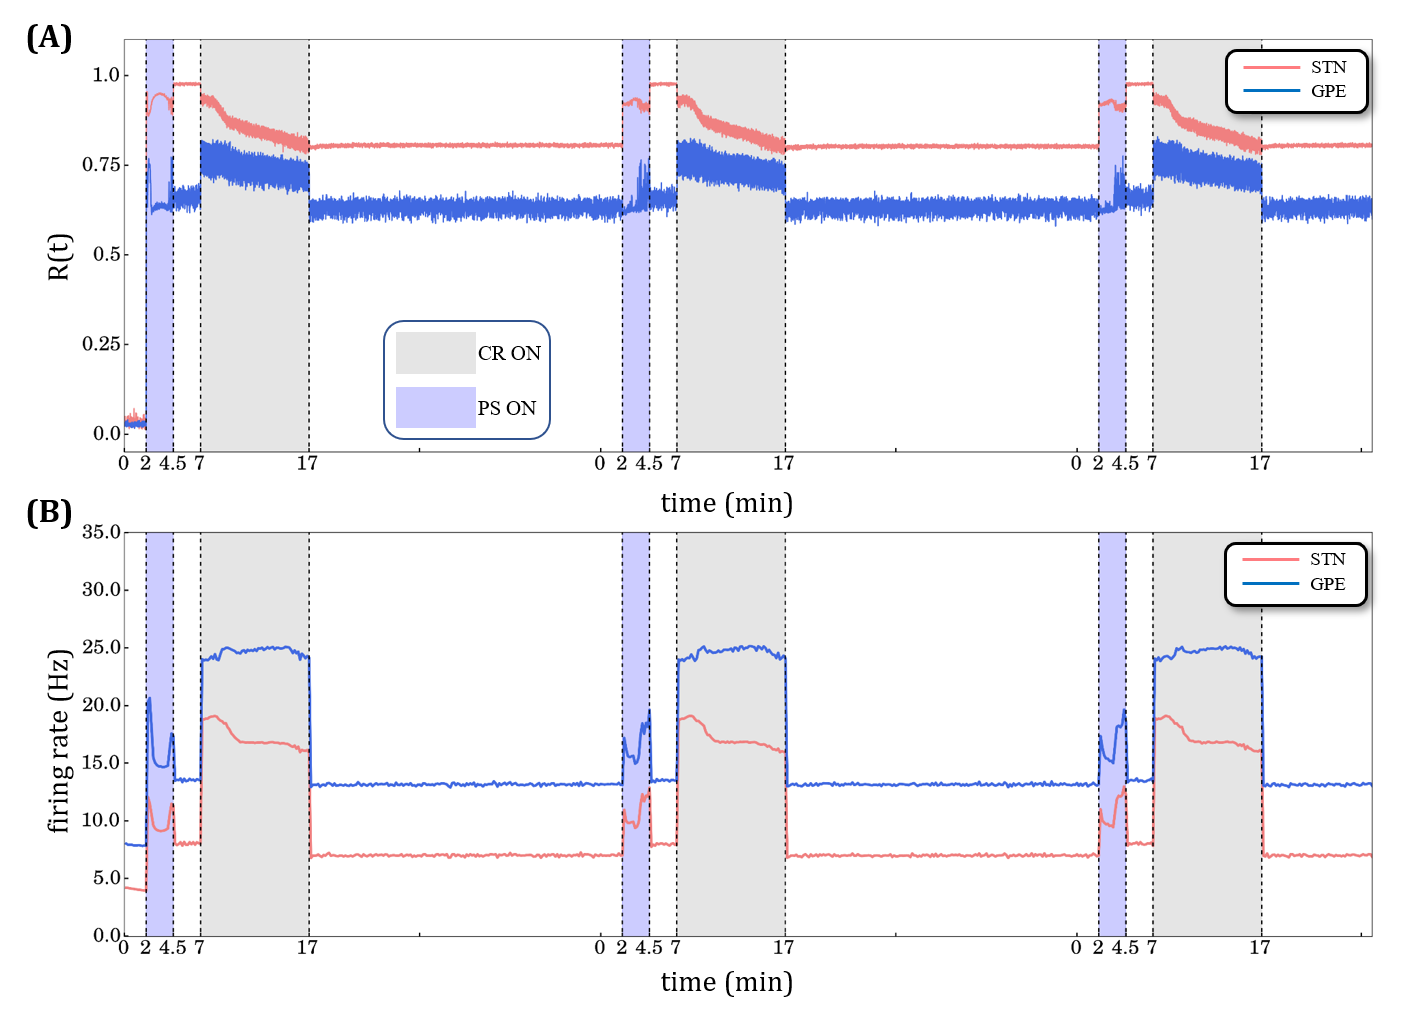 (A)
1.0
0.75
0.5
0.25
0.0
R(t)
STN
GPE
CR ON
PS ON
0 2 4.5 7 17 0 2 4.5 7 17 0 2 4.5 7 17
time (min)
(B)
35.0
30.0
25.0
20.0
15.0
10.0
5.0
0.0
firing rate (Hz)
STN
GPE
0 2 4.5 7 17 0 2 4.5 7 17 0 2 4.5 7 17
time (min)